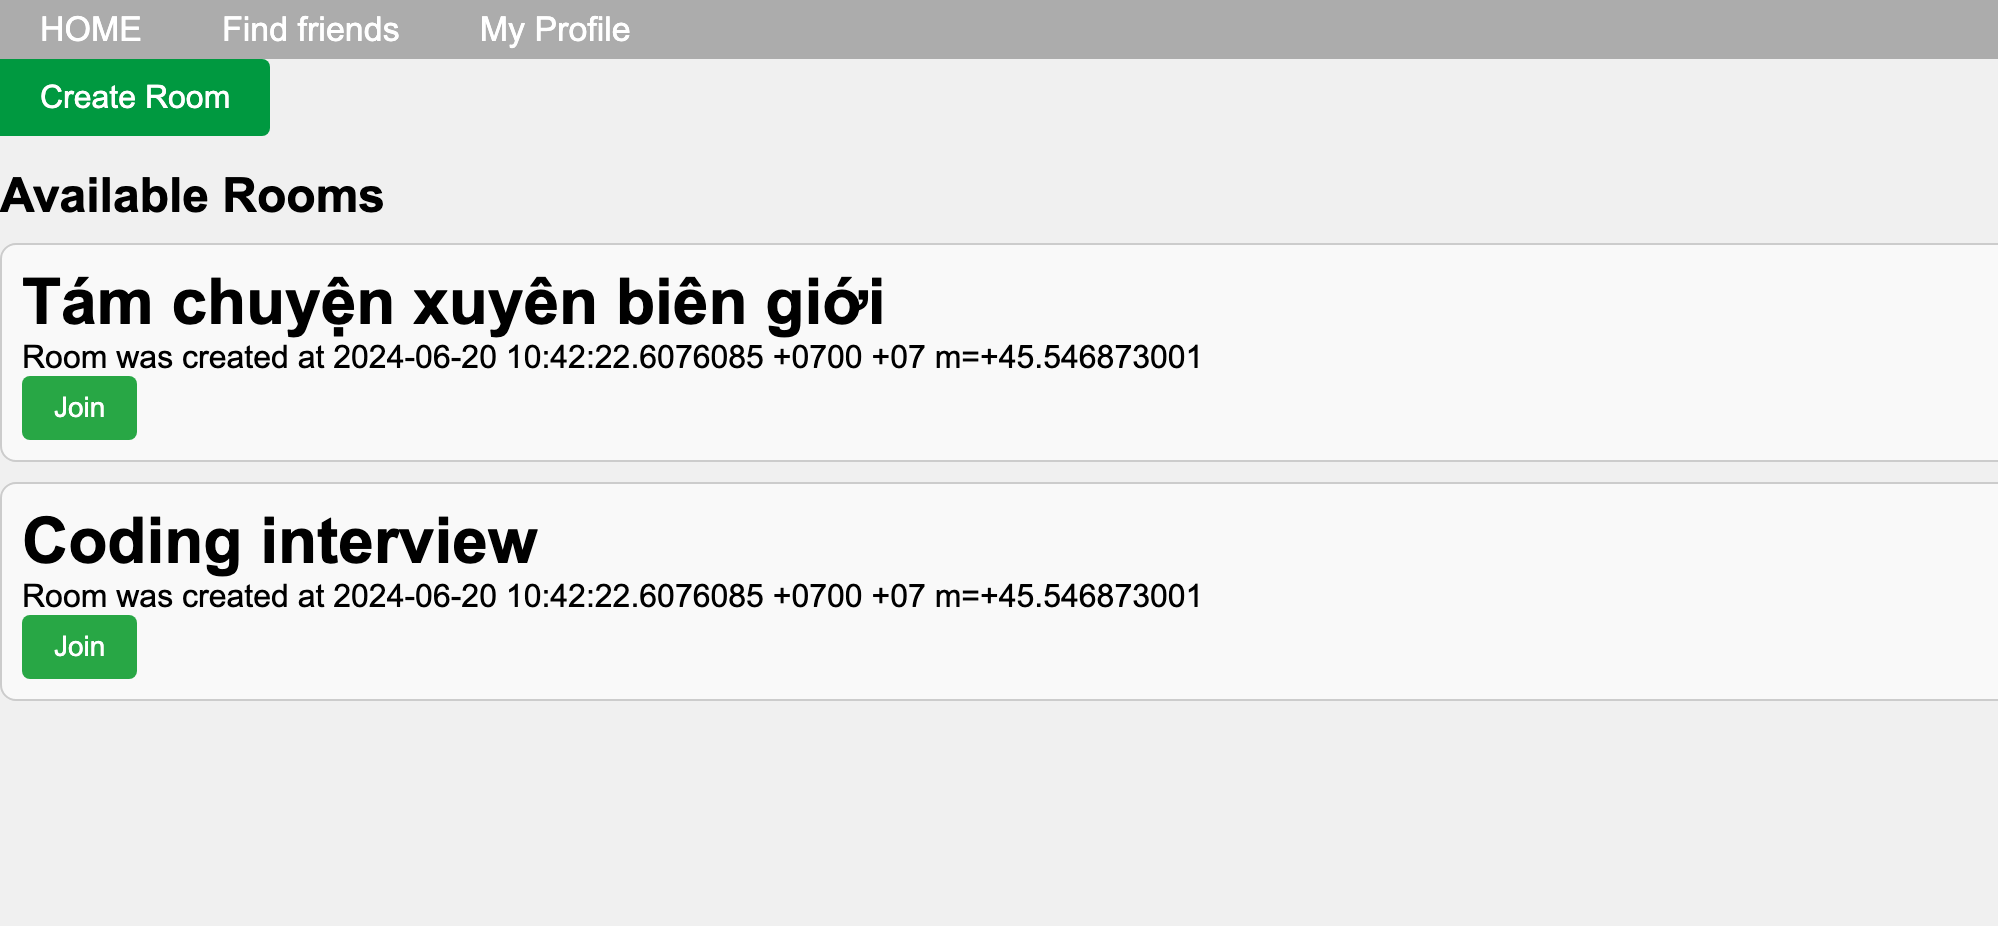 HOME Find friends My Profile
Create Room
Available Rooms
Tám chuyện xuyên biên giới
Room was created at 2024-06-20 10:42:22.6076085 +0700 +07 m=+45.546873001
Join
Coding interview
Room was created at 2024-06-20 10:42:22.6076085 +0700 +07 m=+45.546873001
Join